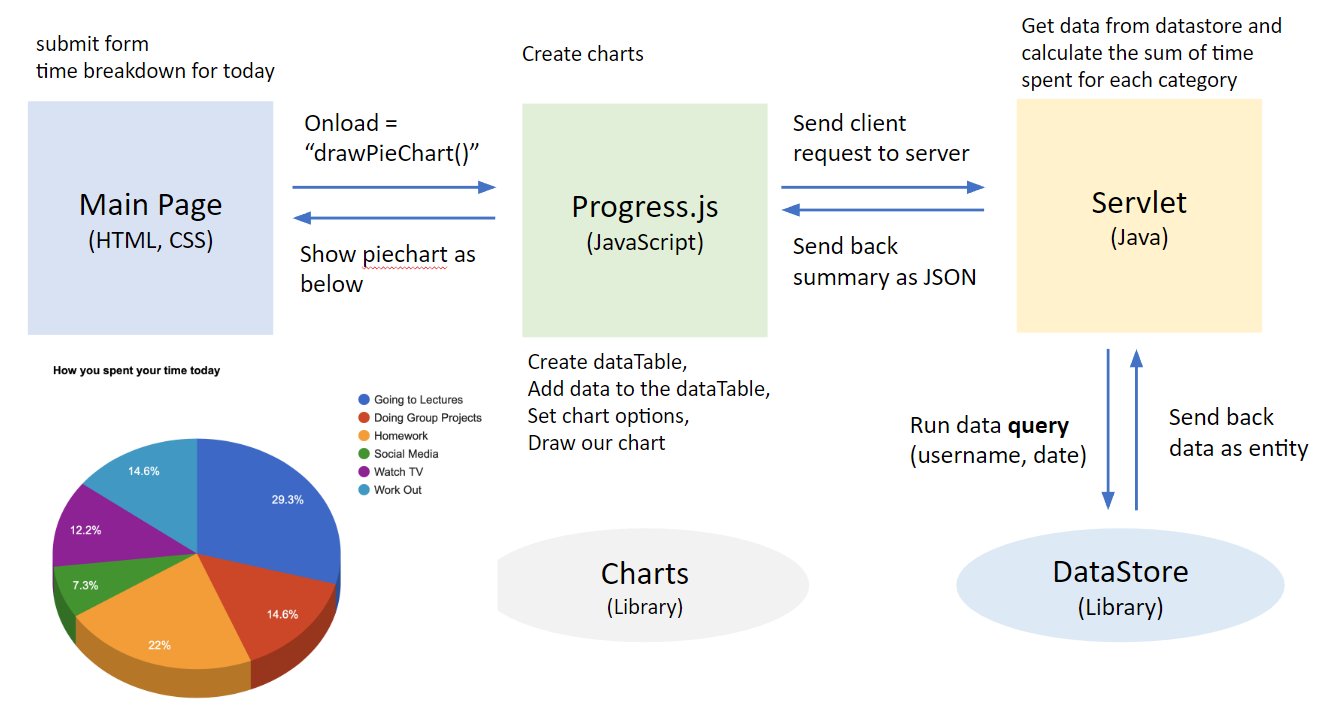 submit form
time breakdown for today
Create charts
Get data from datastore and
calculate the sum of time
spent for each category
Main Page
(HTML, CSS)
Onload =
“drawPieChart()”
Show piechart as
below
Progress.js
(JavaScript)
Send client
request to server
Send back
summary as JSON
Servlet
(Java)
Create dataTable,
Add data to the dataTable,
Set chart options,
Draw our chart
Run data query
(username, date)
Send back
data as entity
Charts
(Library)
DataStore
(Library)
How you spent your time today
Going to Lectures
Doing Group Projects
Homework
Social Media
Watch TV
Work Out
14.6%
29.3%
12.2%
7.3%
14.6%
22%